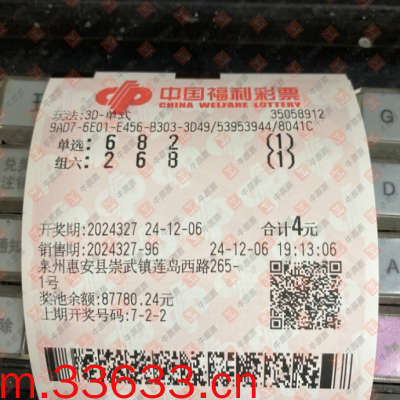 中国福利彩票
CHINA WELFARE LOTTERY
玩法:3D-单式 35058912
9AD7-6E01-E456-B303-3D49/53953944/8041C
单选: 6 8 2 (1)
组六: 2 6 8 (1)
开奖期:2024327 24-12-06 合计4元
销售期:2024327-96 24-12-06 19:13:06
泉州惠安县崇武镇莲岛西路265-
1号
奖池余额:87780.24元
上期开奖号码:7-2-2
m.33633.cn
G